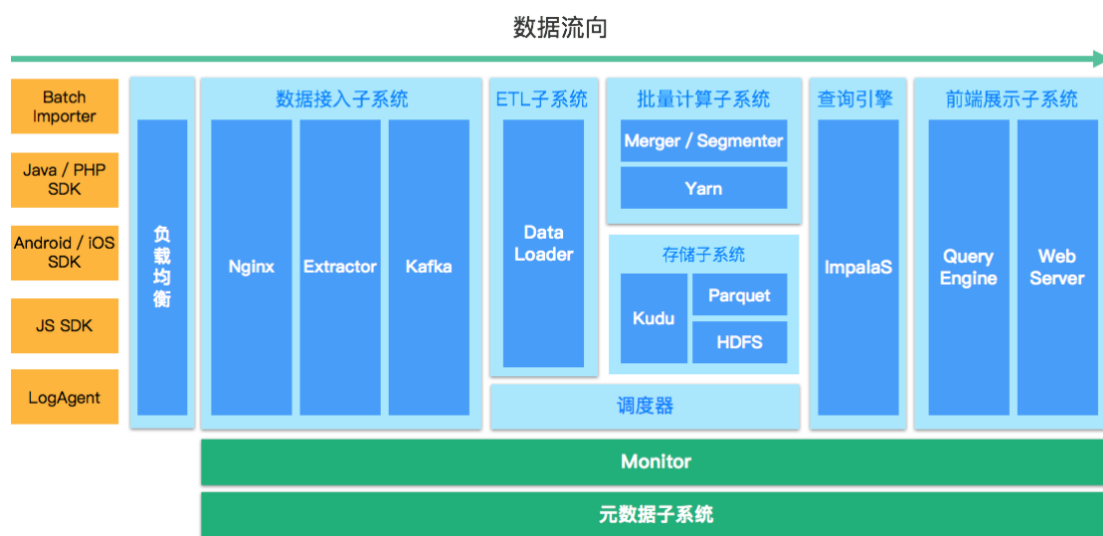 数据流向
Batch
Importer
Java / PHP
SDK
Android / iOS
SDK
JS SDK
LogAgent
负
载
均
衡
数据接入子系统
Nginx
Extractor
Kafka
ETL子系统
Data
Loader
批量计算子系统
Merger / Segmenter
Yarn
存储子系统
Kudu
Parquet
HDFS
调度器
查询引擎
ImpalaS
前端展示子系统
Query
Engine
Web
Server
Monitor
元数据子系统